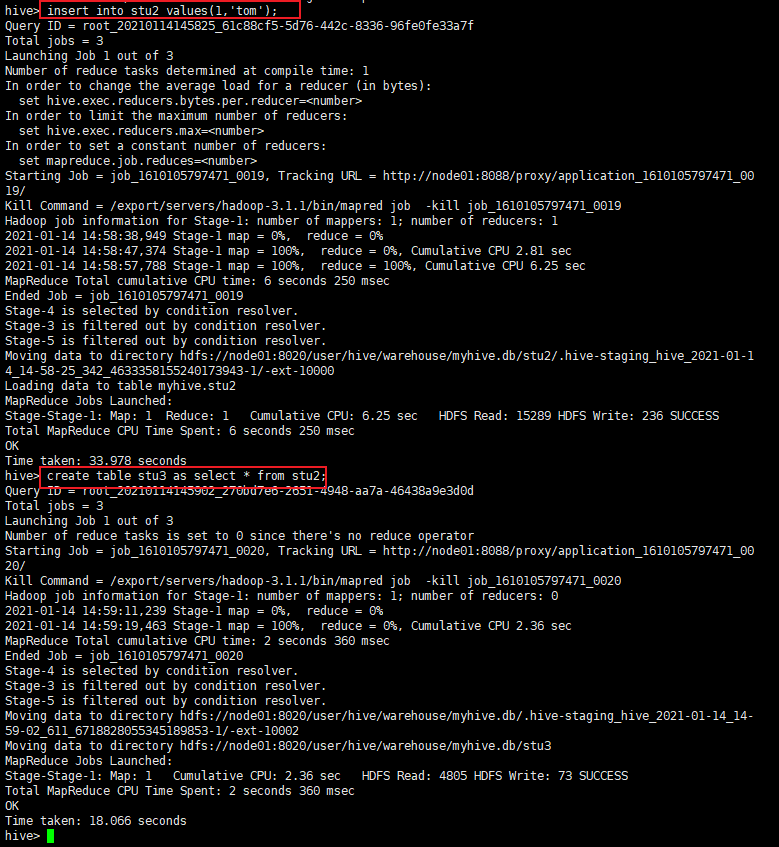 hive> insert into stu2 values(1,'tom');
Query ID = root_20210114145825_61c88cf5-5d76-442c-8336-96fe0fe33a7f
Total jobs = 3
Launching Job 1 out of 3
Number of reduce tasks determined at compile time: 1
In order to change the average load for a reducer (in bytes):
  set hive.exec.reducers.bytes.per.reducer=<number>
In order to limit the maximum number of reducers:
  set hive.exec.reducers.max=<number>
In order to set a constant number of reducers:
  set mapreduce.job.reduces=<number>
Starting Job = job_1610105797471_0019, Tracking URL = http://node01:8088/proxy/application_1610105797471_00
19/
Kill Command = /export/servers/hadoop-3.1.1/bin/mapred job  -kill job_1610105797471_0019
Hadoop job information for Stage-1: number of mappers: 1; number of reducers: 1
2021-01-14 14:58:38,949 Stage-1 map = 0%,  reduce = 0%
2021-01-14 14:58:47,374 Stage-1 map = 100%,  reduce = 0%, Cumulative CPU 2.81 sec
2021-01-14 14:58:57,788 Stage-1 map = 100%,  reduce = 100%, Cumulative CPU 6.25 sec
MapReduce Total cumulative CPU time: 6 seconds 250 msec
Ended Job = job_1610105797471_0019
Stage-4 is selected by condition resolver.
Stage-3 is filtered out by condition resolver.
Stage-5 is filtered out by condition resolver.
Moving data to directory hdfs://node01:8020/user/hive/warehouse/myhive.db/stu2/.hive-staging_hive_2021-01-1
4_14-58-25_342_4633358155240173943-1/-ext-10000
Loading data to table myhive.stu2
MapReduce Jobs Launched:
Stage-Stage-1: Map: 1  Reduce: 1   Cumulative CPU: 6.25 sec   HDFS Read: 15289 HDFS Write: 236 SUCCESS
Total MapReduce CPU Time Spent: 6 seconds 250 msec
OK
Time taken: 33.978 seconds
hive> create table stu3 as select * from stu2;
Query ID = root_20210114145902_270bd7e6-2651-4948-aa7a-46438a9e3d0d
Total jobs = 3
Launching Job 1 out of 3
Number of reduce tasks is set to 0 since there's no reduce operator
Starting Job = job_1610105797471_0020, Tracking URL = http://node01:8088/proxy/application_1610105797471_00
20/
Kill Command = /export/servers/hadoop-3.1.1/bin/mapred job  -kill job_1610105797471_0020
Hadoop job information for Stage-1: number of mappers: 1; number of reducers: 0
2021-01-14 14:59:11,239 Stage-1 map = 0%,  reduce = 0%
2021-01-14 14:59:19,463 Stage-1 map = 100%,  reduce = 0%, Cumulative CPU 2.36 sec
MapReduce Total cumulative CPU time: 2 seconds 360 msec
Ended Job = job_1610105797471_0020
Stage-4 is selected by condition resolver.
Stage-3 is filtered out by condition resolver.
Stage-5 is filtered out by condition resolver.
Moving data to directory hdfs://node01:8020/user/hive/warehouse/myhive.db/.hive-staging_hive_2021-01-14_14-
59-02_611_6718828055345189853-1/-ext-10002
Moving data to directory hdfs://node01:8020/user/hive/warehouse/myhive.db/stu3
MapReduce Jobs Launched:
Stage-Stage-1: Map: 1   Cumulative CPU: 2.36 sec   HDFS Read: 4805 HDFS Write: 73 SUCCESS
Total MapReduce CPU Time Spent: 2 seconds 360 msec
OK
Time taken: 18.066 seconds
hive>